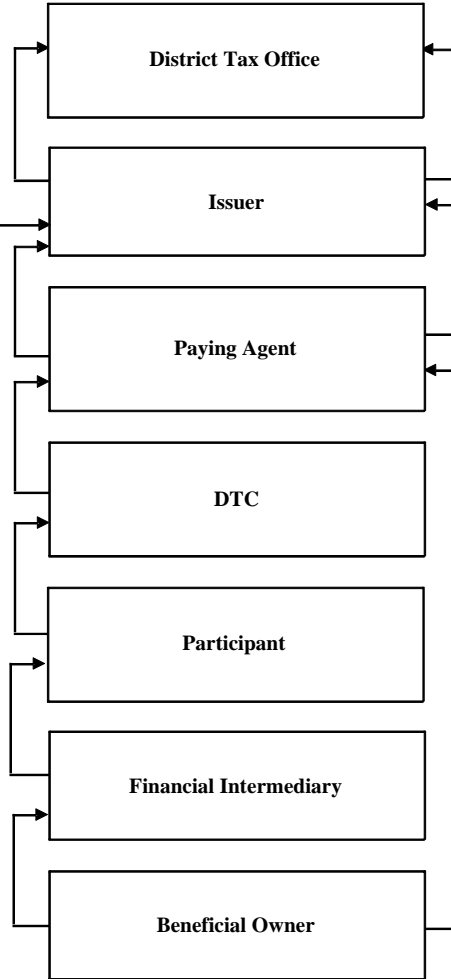 District Tax Office
Issuer
Paying Agent
DTC
Participant
Financial Intermediary
Beneficial Owner